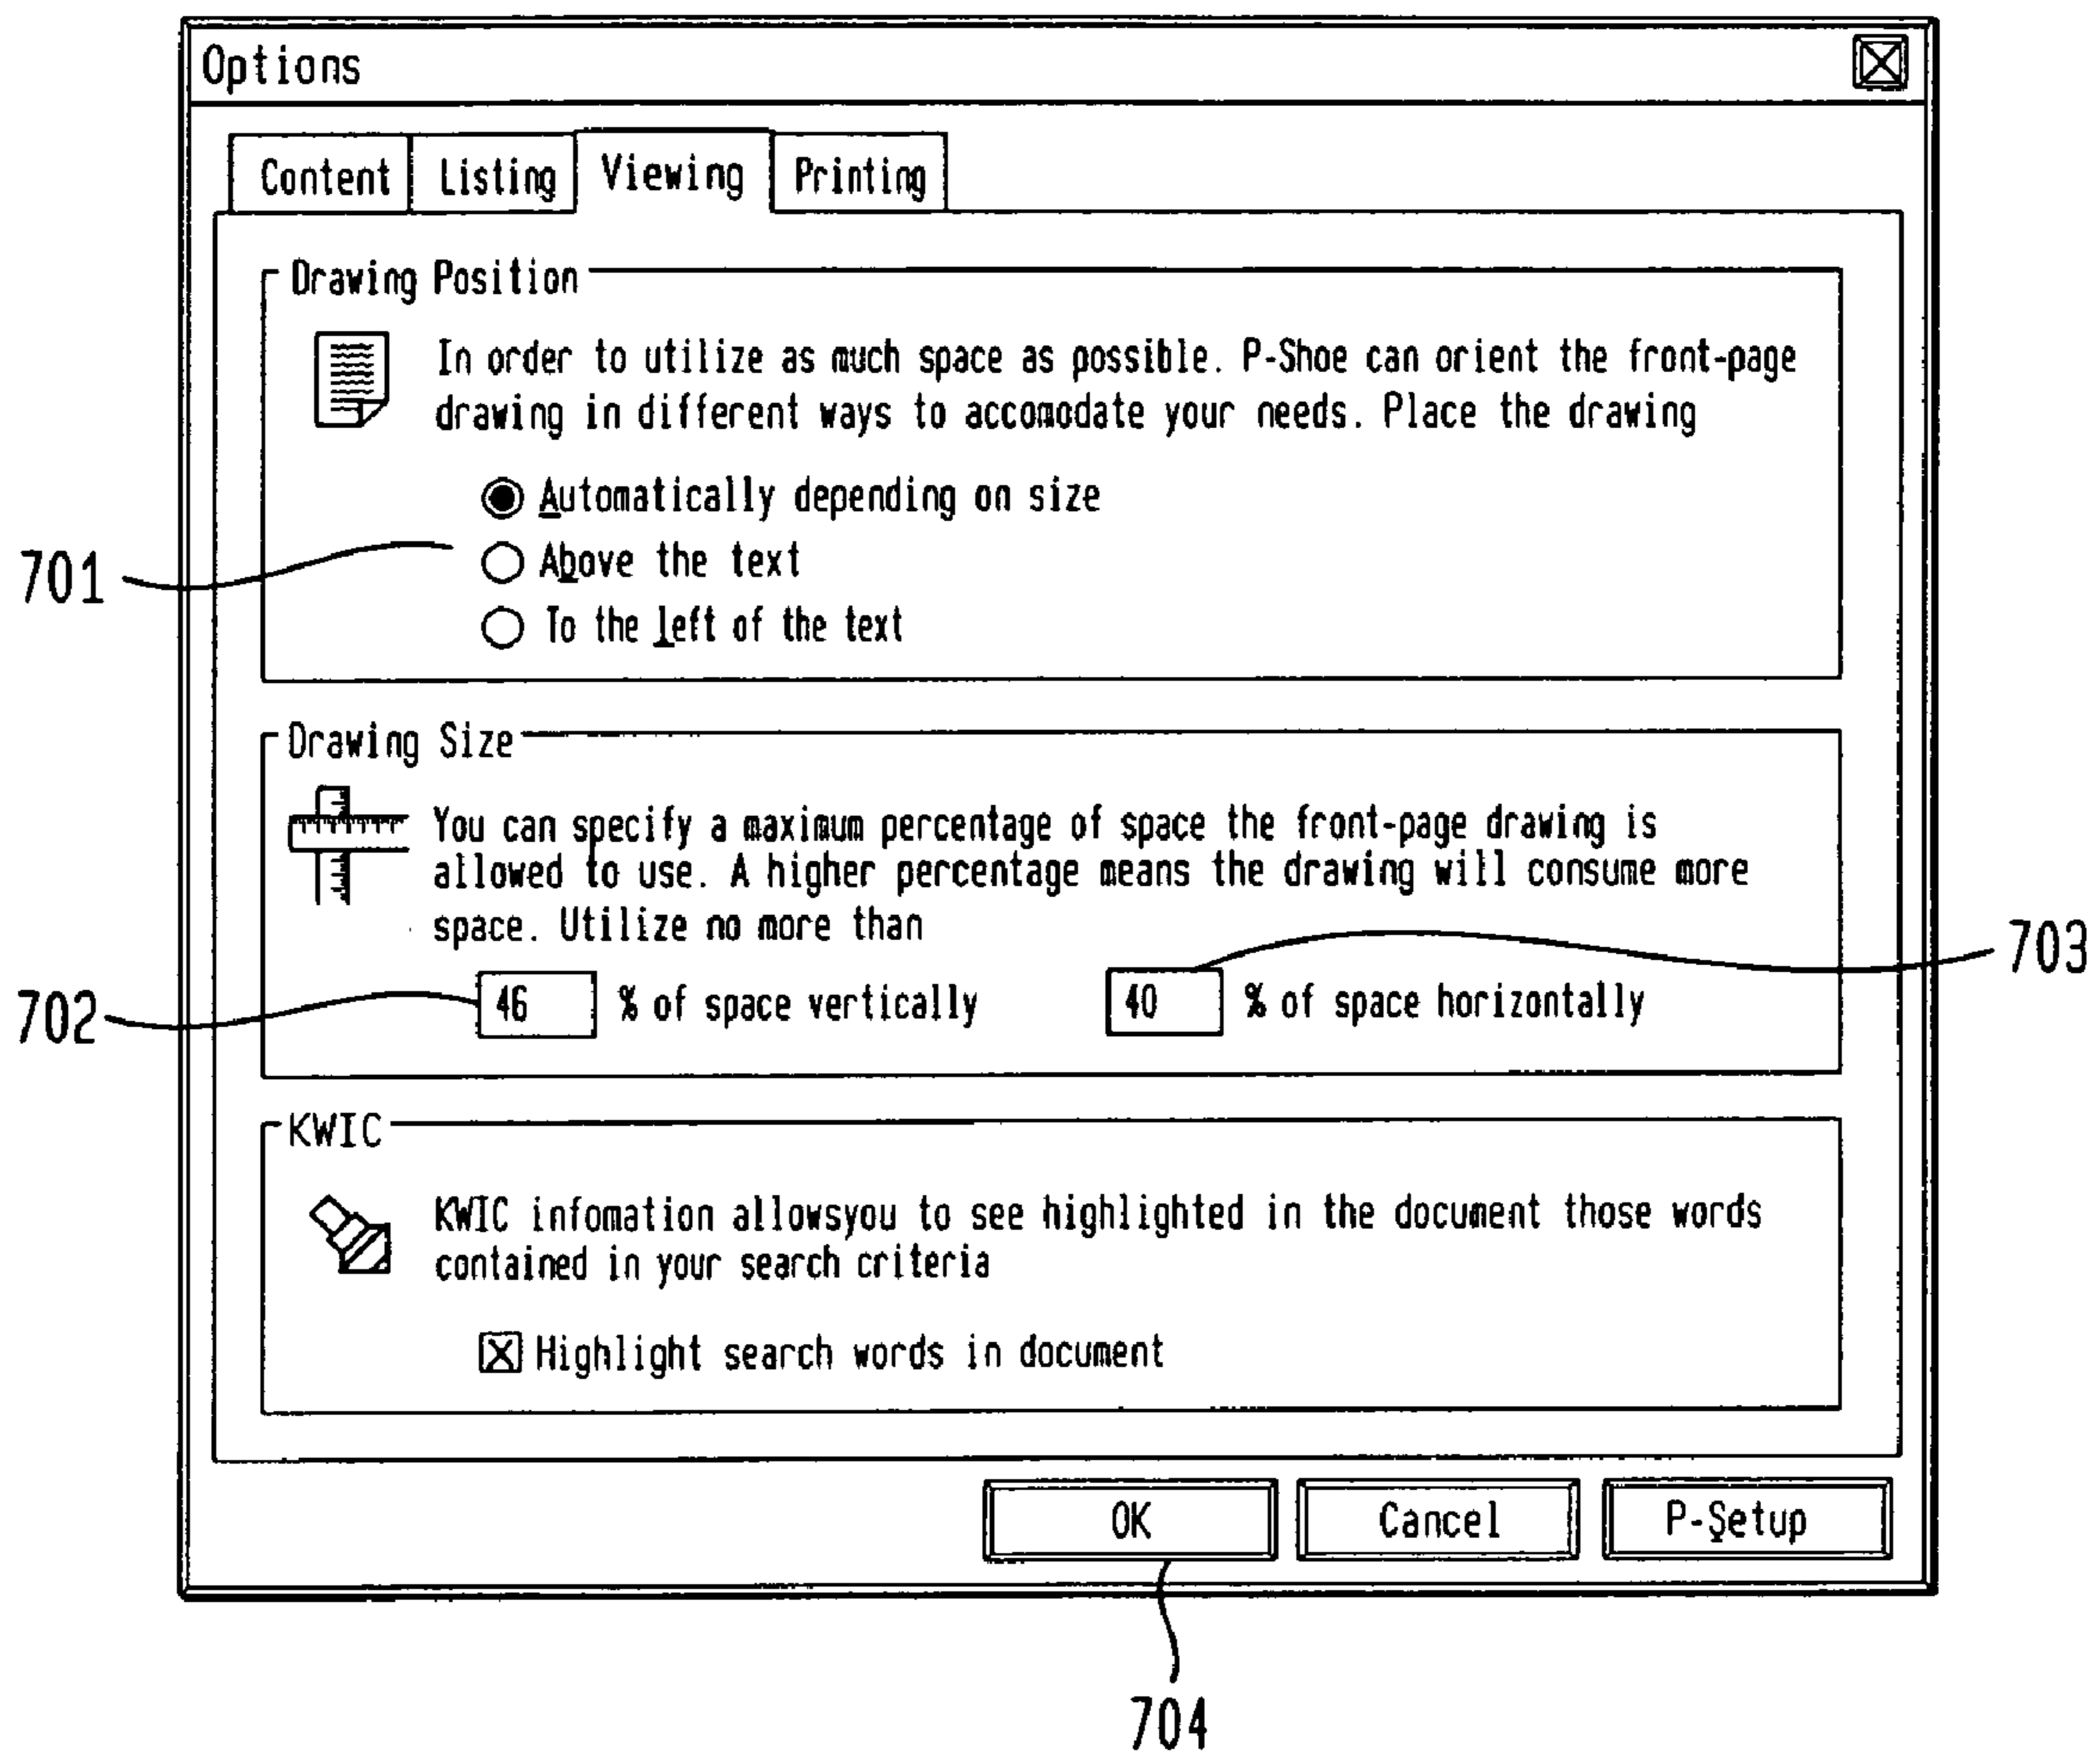 Options
Content Listing Viewing Printing
Drawing Position
In order to utilize as much space as possible. P-Shoe can orient the front-page
drawing in different ways to accomodate your needs. Place the drawing
Automatically depending on size
701
Above the text
To the left of the text
Drawing Size
You can specify a maximum percentage of space the front-page drawing is
allowed to use. A higher percentage means the drawing will consume more
space. Utilize no more than
703
702
46 % of space vertically 40 % of space horizontally
KWIC
KWIC infomation allowsyou to see highlighted in the document those words
contained in your search criteria
Highlight search words in document
OK Cancel P-Setup
704